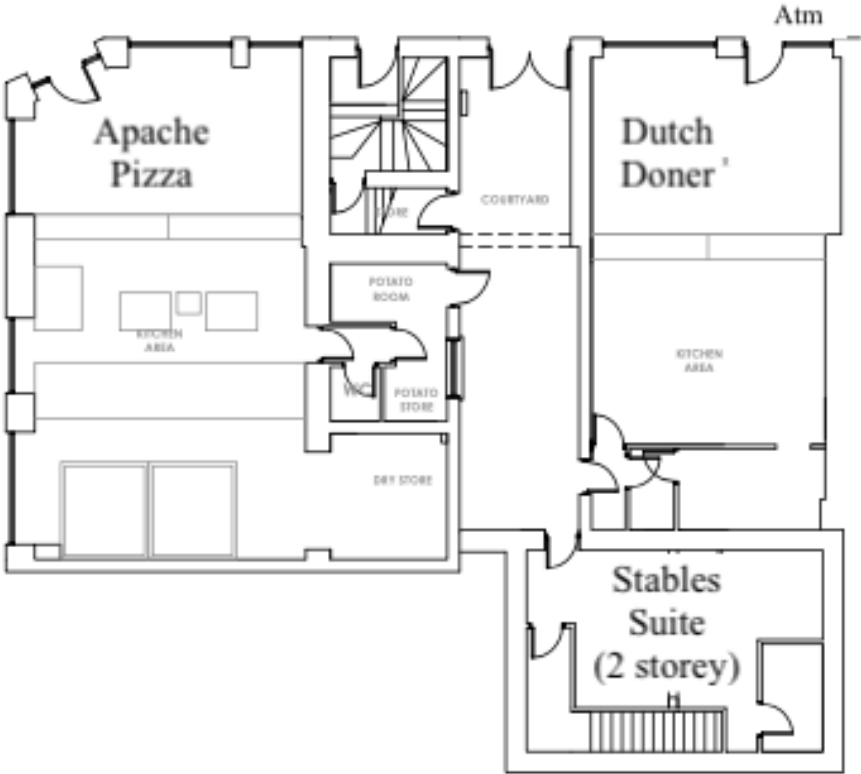 Atm
Apache
Pizza
Dutch
Doner '
STORE
COURTYARD
POTATO
ROOM
KITCHEN
AREA
KITCHEN
AREA
WC
POTATO
STORE
DRY STORE
Stables
Suite
(2 storey)